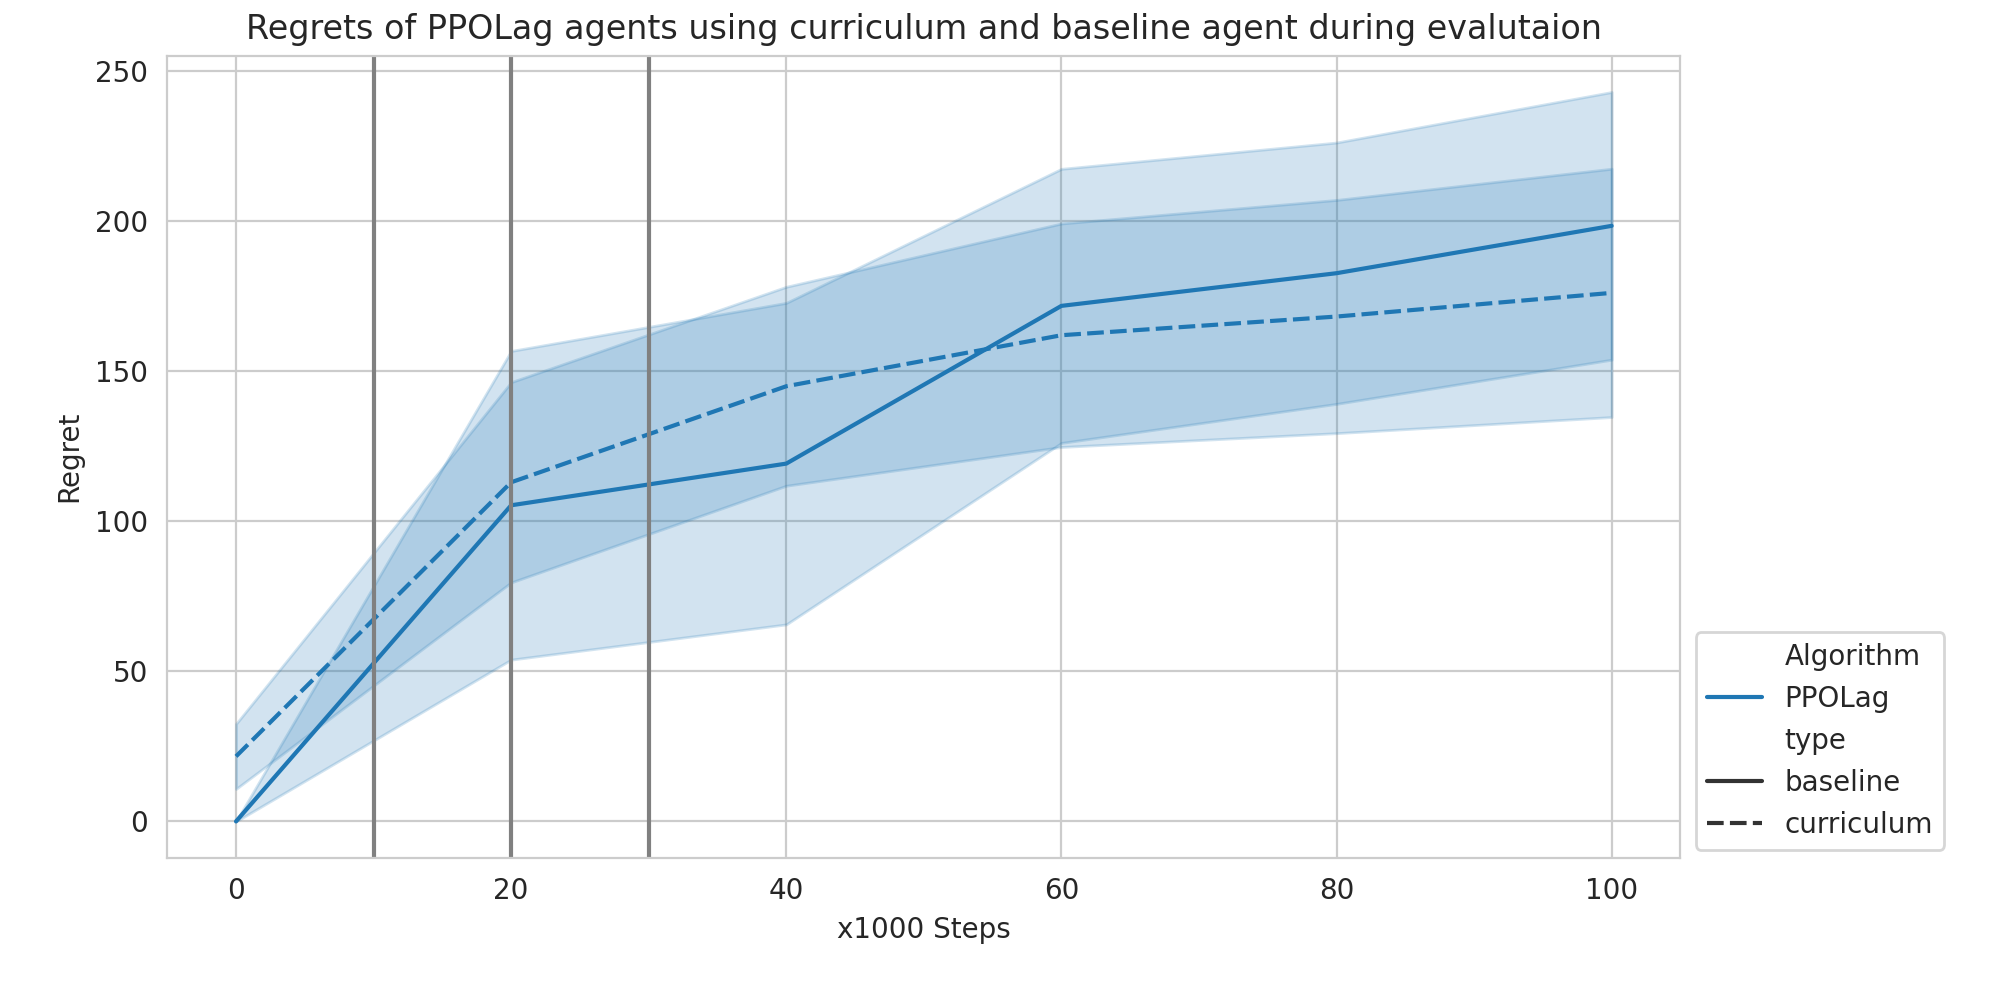 Regrets of PPOLag agents using curriculum and baseline agent during evalutaion
250
200
150
100
50
0
Regret
0 20 40 60 80 100
x1000 Steps
Algorithm
PPOLag
type
baseline
curriculum